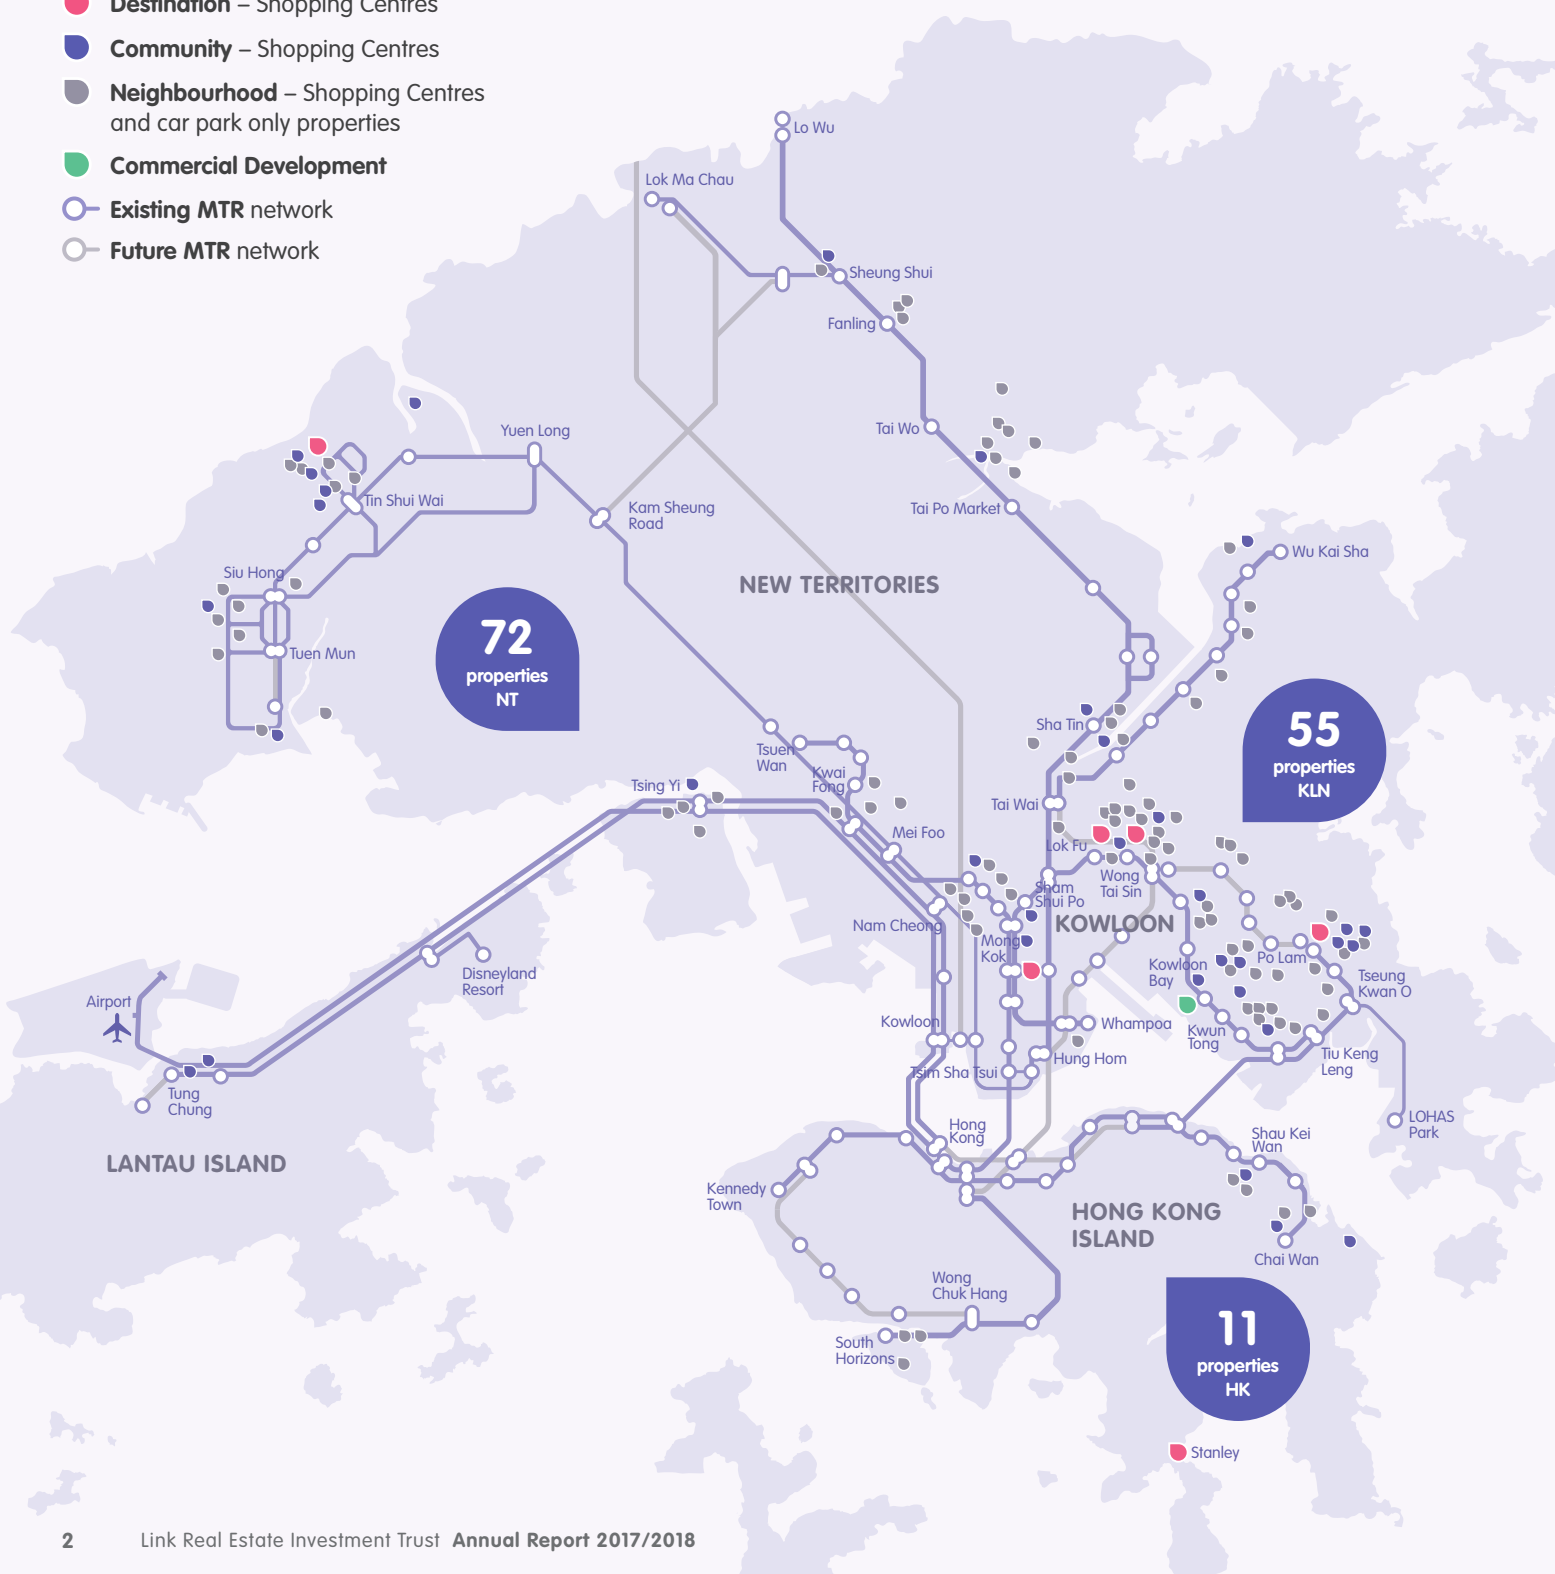 Destination – Shopping Centres
Community – Shopping Centres
Neighbourhood – Shopping Centres
and car park only properties
Commercial Development
Existing MTR network
Future MTR network
Lo Wu
Lok Ma Chau
Sheung Shui
Fanling
Tai Wo
Yuen Long
Tin Shui Wai
Kam Sheung
Road
Tai Po Market
Wu Kai Sha
Siu Hong
NEW TERRITORIES
72
properties
NT
Tuen Mun
55
properties
KLN
Sha Tin
Tsuen
Wan
Kwai
Fong
Tsing Yi
Tai Wai
Mei Foo
Lok Fu
Wong
Tai Sin
Sham
Shui Po
Nam Cheong
KOWLOON
Mong
Kok
Po Lam
Kowloon
Bay
Tseung
Kwan O
Disneyland
Resort
Airport
Kowloon
Whampoa
Kwun
Tong
Hung Hom
Tiu Keng
Leng
Tsim Sha Tsui
Tung
Chung
LOHAS
Park
Hong
Kong
Shau Kei
Wan
LANTAU ISLAND
Kennedy
Town
HONG KONG
ISLAND
Chai Wan
Wong
Chuk Hang
South
Horizons
11
properties
HK
Stanley
2 Link Real Estate Investment Trust Annual Report 2017/2018